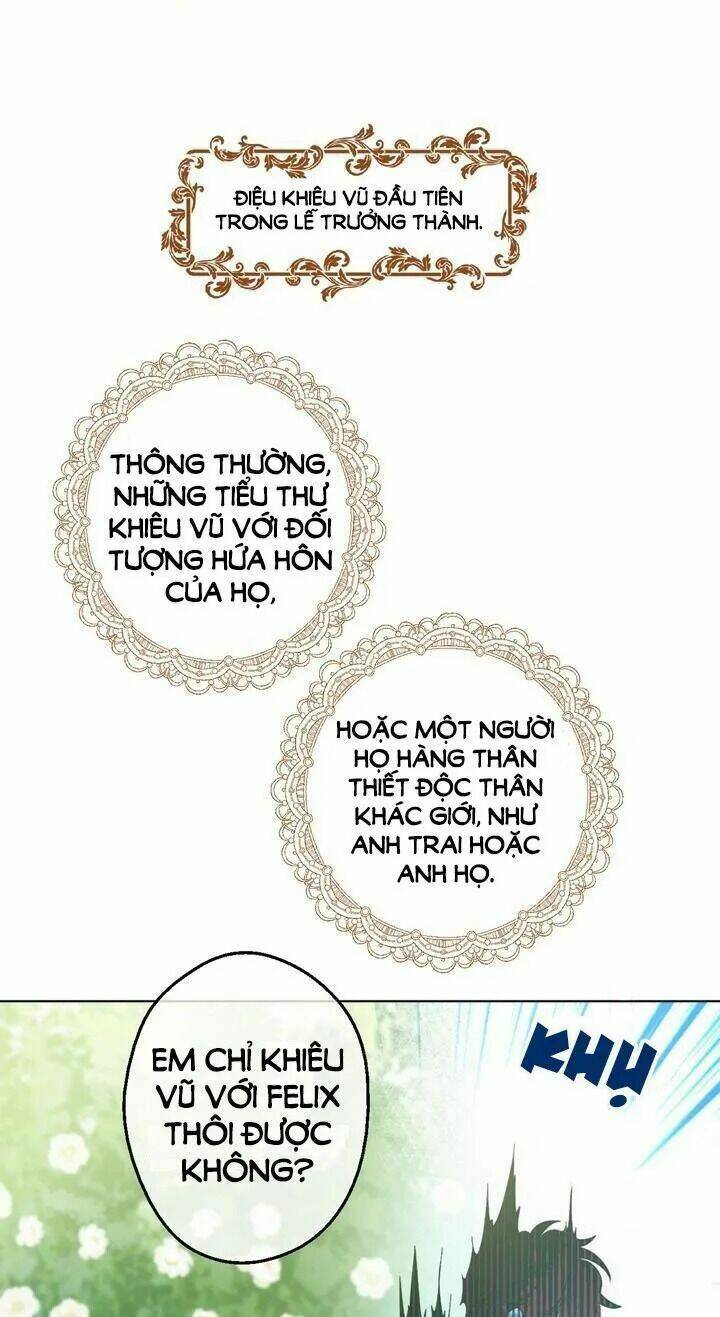 ĐIỆU KHIÊU VŨ ĐẦU TIÊN
TRONG LỄ TRƯỞNG THÀNH.
THÔNG THƯỜNG,
NHỮNG TIỂU THƯ
KHIÊU VŨ VỚI ĐỐI
TƯỢNG HỨA HÔN
CỦA HỌ,
HOẶC MỘT NGƯỜI
HỌ HÀNG THÂN
THIẾT ĐỘC THÂN
KHÁC GIỚI, NHƯ
ANH TRAI HOẶC
ANH HỌ.
KHỤ
EM CHỈ KHIÊU
VŨ VỚI FELIX
THÔI ĐƯỢC
KHÔNG?